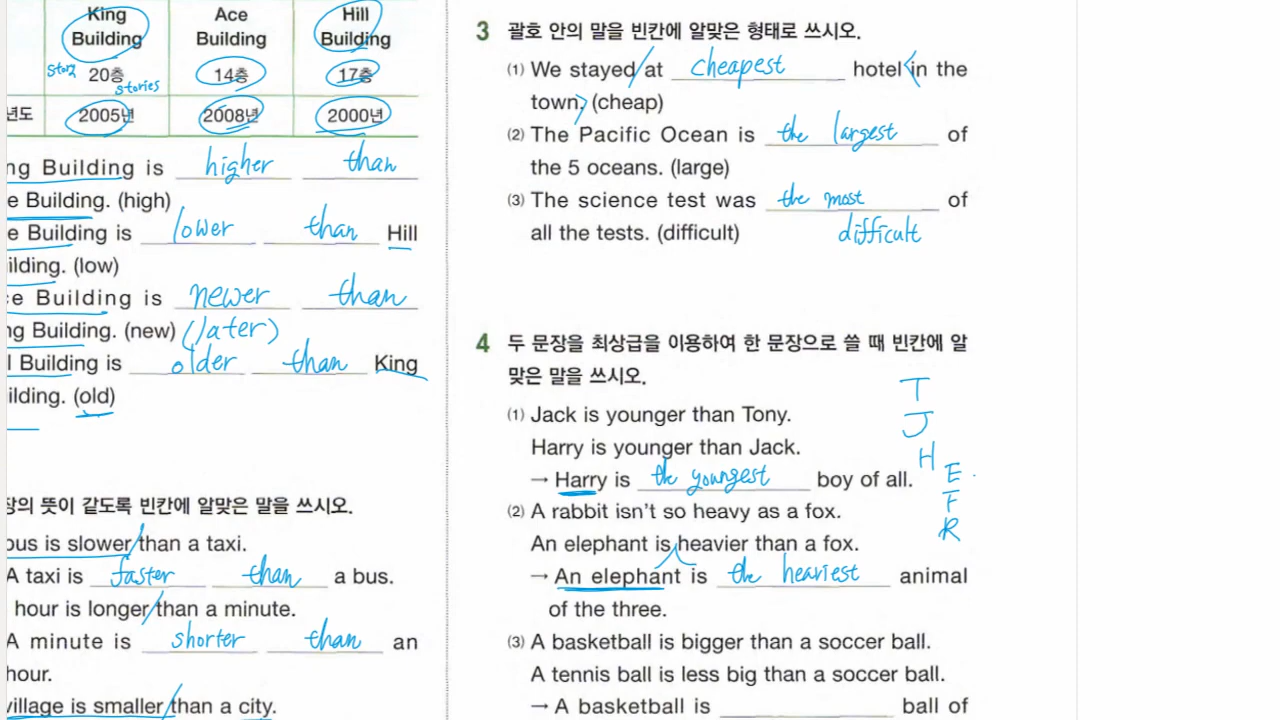 King
Building
Ace
Building
Hill
Building
story
20층
stories
14층
17층
년도
2005년
2008년
2000년
ng Building is higher than
e Building. (high)
e Building is lower than Hill
ilding. (low)
ce Building is newer than
ng Building. (new) (later)
l Building is older than King
ilding. (old)
장의 뜻이 같도록 빈칸에 알맞은 말을 쓰시오.
bus is slower than a taxi.
A taxi is faster than a bus.
hour is longer than a minute.
A minute is shorter than an
hour.
village is smaller than a city.
3 괄호 안의 말을 빈칸에 알맞은 형태로 쓰시오.
(1) We stayed at cheapest hotel in the
town. (cheap)
(2) The Pacific Ocean is the largest of
the 5 oceans. (large)
(3) The science test was the most of
all the tests. (difficult) difficult
4 두 문장을 최상급을 이용하여 한 문장으로 쓸 때 빈칸에 알
맞은 말을 쓰시오.
T
(1) Jack is younger than Tony.
J
Harry is younger than Jack.
H
→ Harry is the youngest boy of all.
E
F
(2) A rabbit isn't so heavy as a fox.
R
An elephant is heavier than a fox.
→ An elephant is the heaviest animal
of the three.
(3) A basketball is bigger than a soccer ball.
A tennis ball is less big than a soccer ball.
→ A basketball is ball of